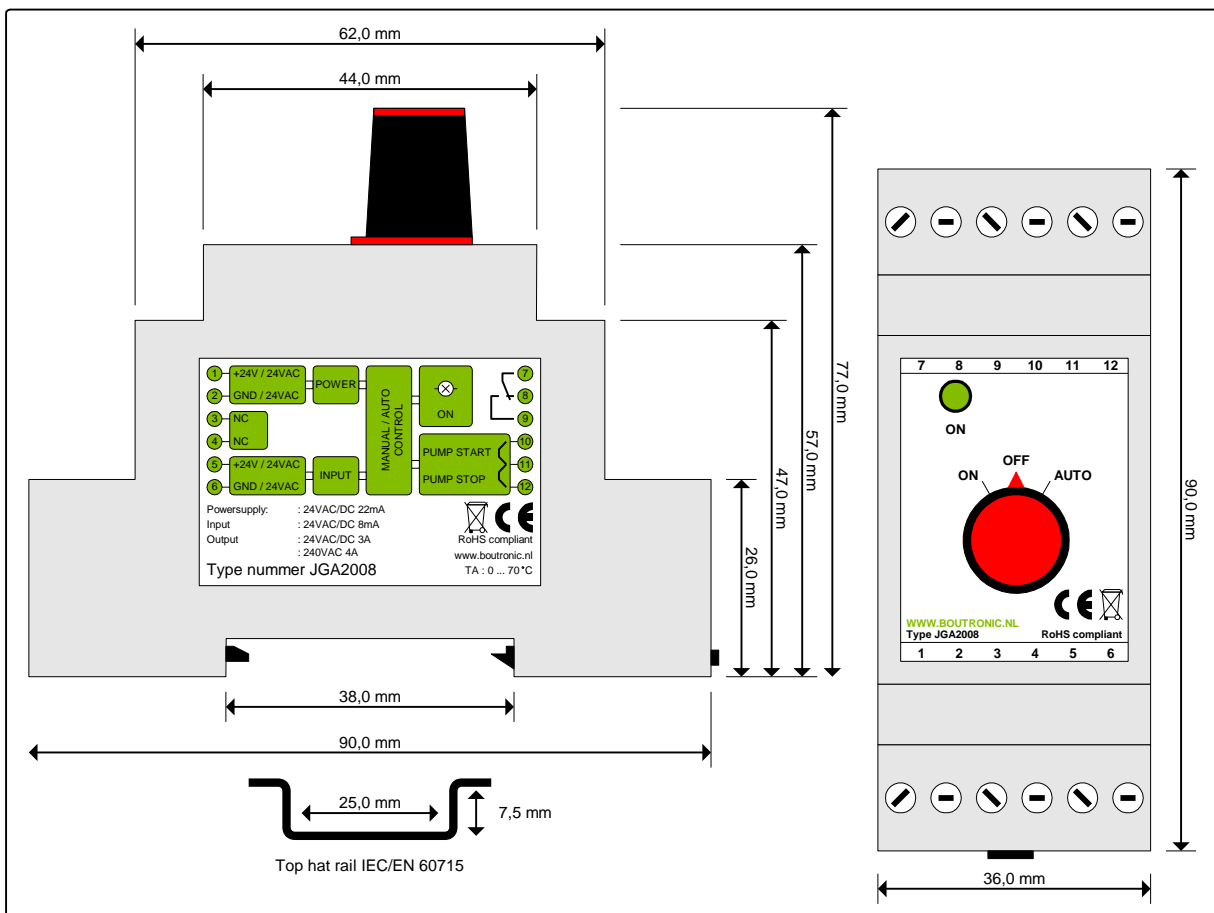 62,0 mm
44,0 mm
77,0 mm
57,0 mm
47,0 mm
26,0 mm
1 +24V / 24VAC
2 GND / 24VAC
3 NC
4 NC
5 +24V / 24VAC
6 GND / 24VAC
POWER
INPUT
MANUAL / AUTO
CONTROL
ON
PUMP START
PUMP STOP
7
8
9
10
11
12
Powersupply: : 24VAC/DC 22mA
Input : 24VAC/DC 8mA
Output : 24VAC/DC 3A
: 240VAC 4A
Type nummer JGA2008
CE
RoHS compliant
www.boutronic.nl
TA : 0 ... 70°C
38,0 mm
90,0 mm
25,0 mm
7,5 mm
Top hat rail IEC/EN 60715
7 8 9 10 11 12
ON
OFF
ON AUTO
CE
WWW.BOUTRONIC.NL
Type JGA2008 RoHS compliant
1 2 3 4 5 6
90,0 mm
36,0 mm